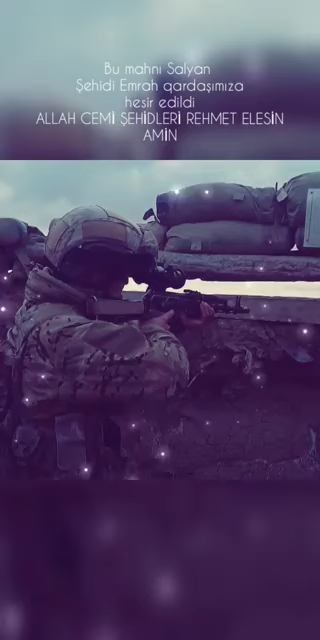 Bu mahnı Salyan
Şehidi Emrah qardaşımıza
hesir edildi
ALLAH CEMİ ŞEHİDLERİ REHMET ELESİN
AMİN